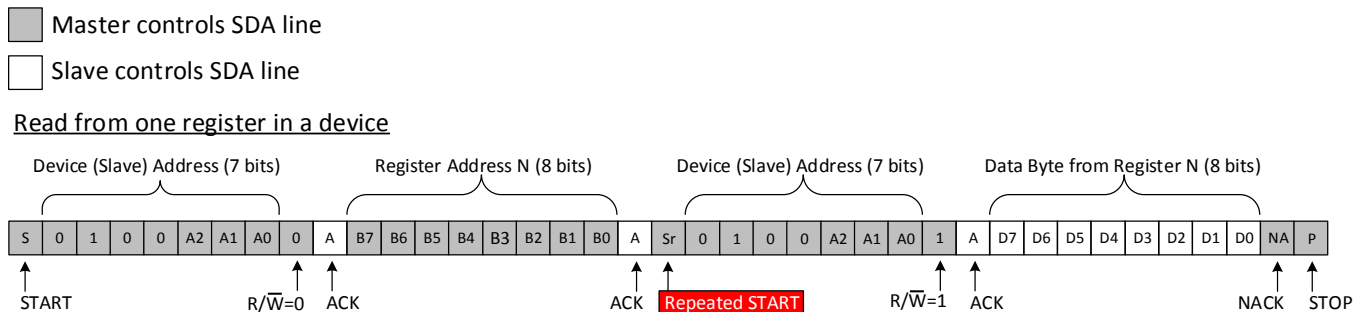 Master controls SDA line
Slave controls SDA line
Read from one register in a device
Device (Slave) Address (7 bits) Register Address N (8 bits) Device (Slave) Address (7 bits) Data Byte from Register N (8 bits)
S 0 1 0 0 A2 A1 A0 0 A B7 B6 B5 B4 B3 B2 B1 B0 A Sr 0 1 0 0 A2 A1 A0 1 A D7 D6 D5 D4 D3 D2 D1 D0 NA P
START R/W̅=0 ACK ACK Repeated START R/W̅=1 ACK NACK STOP